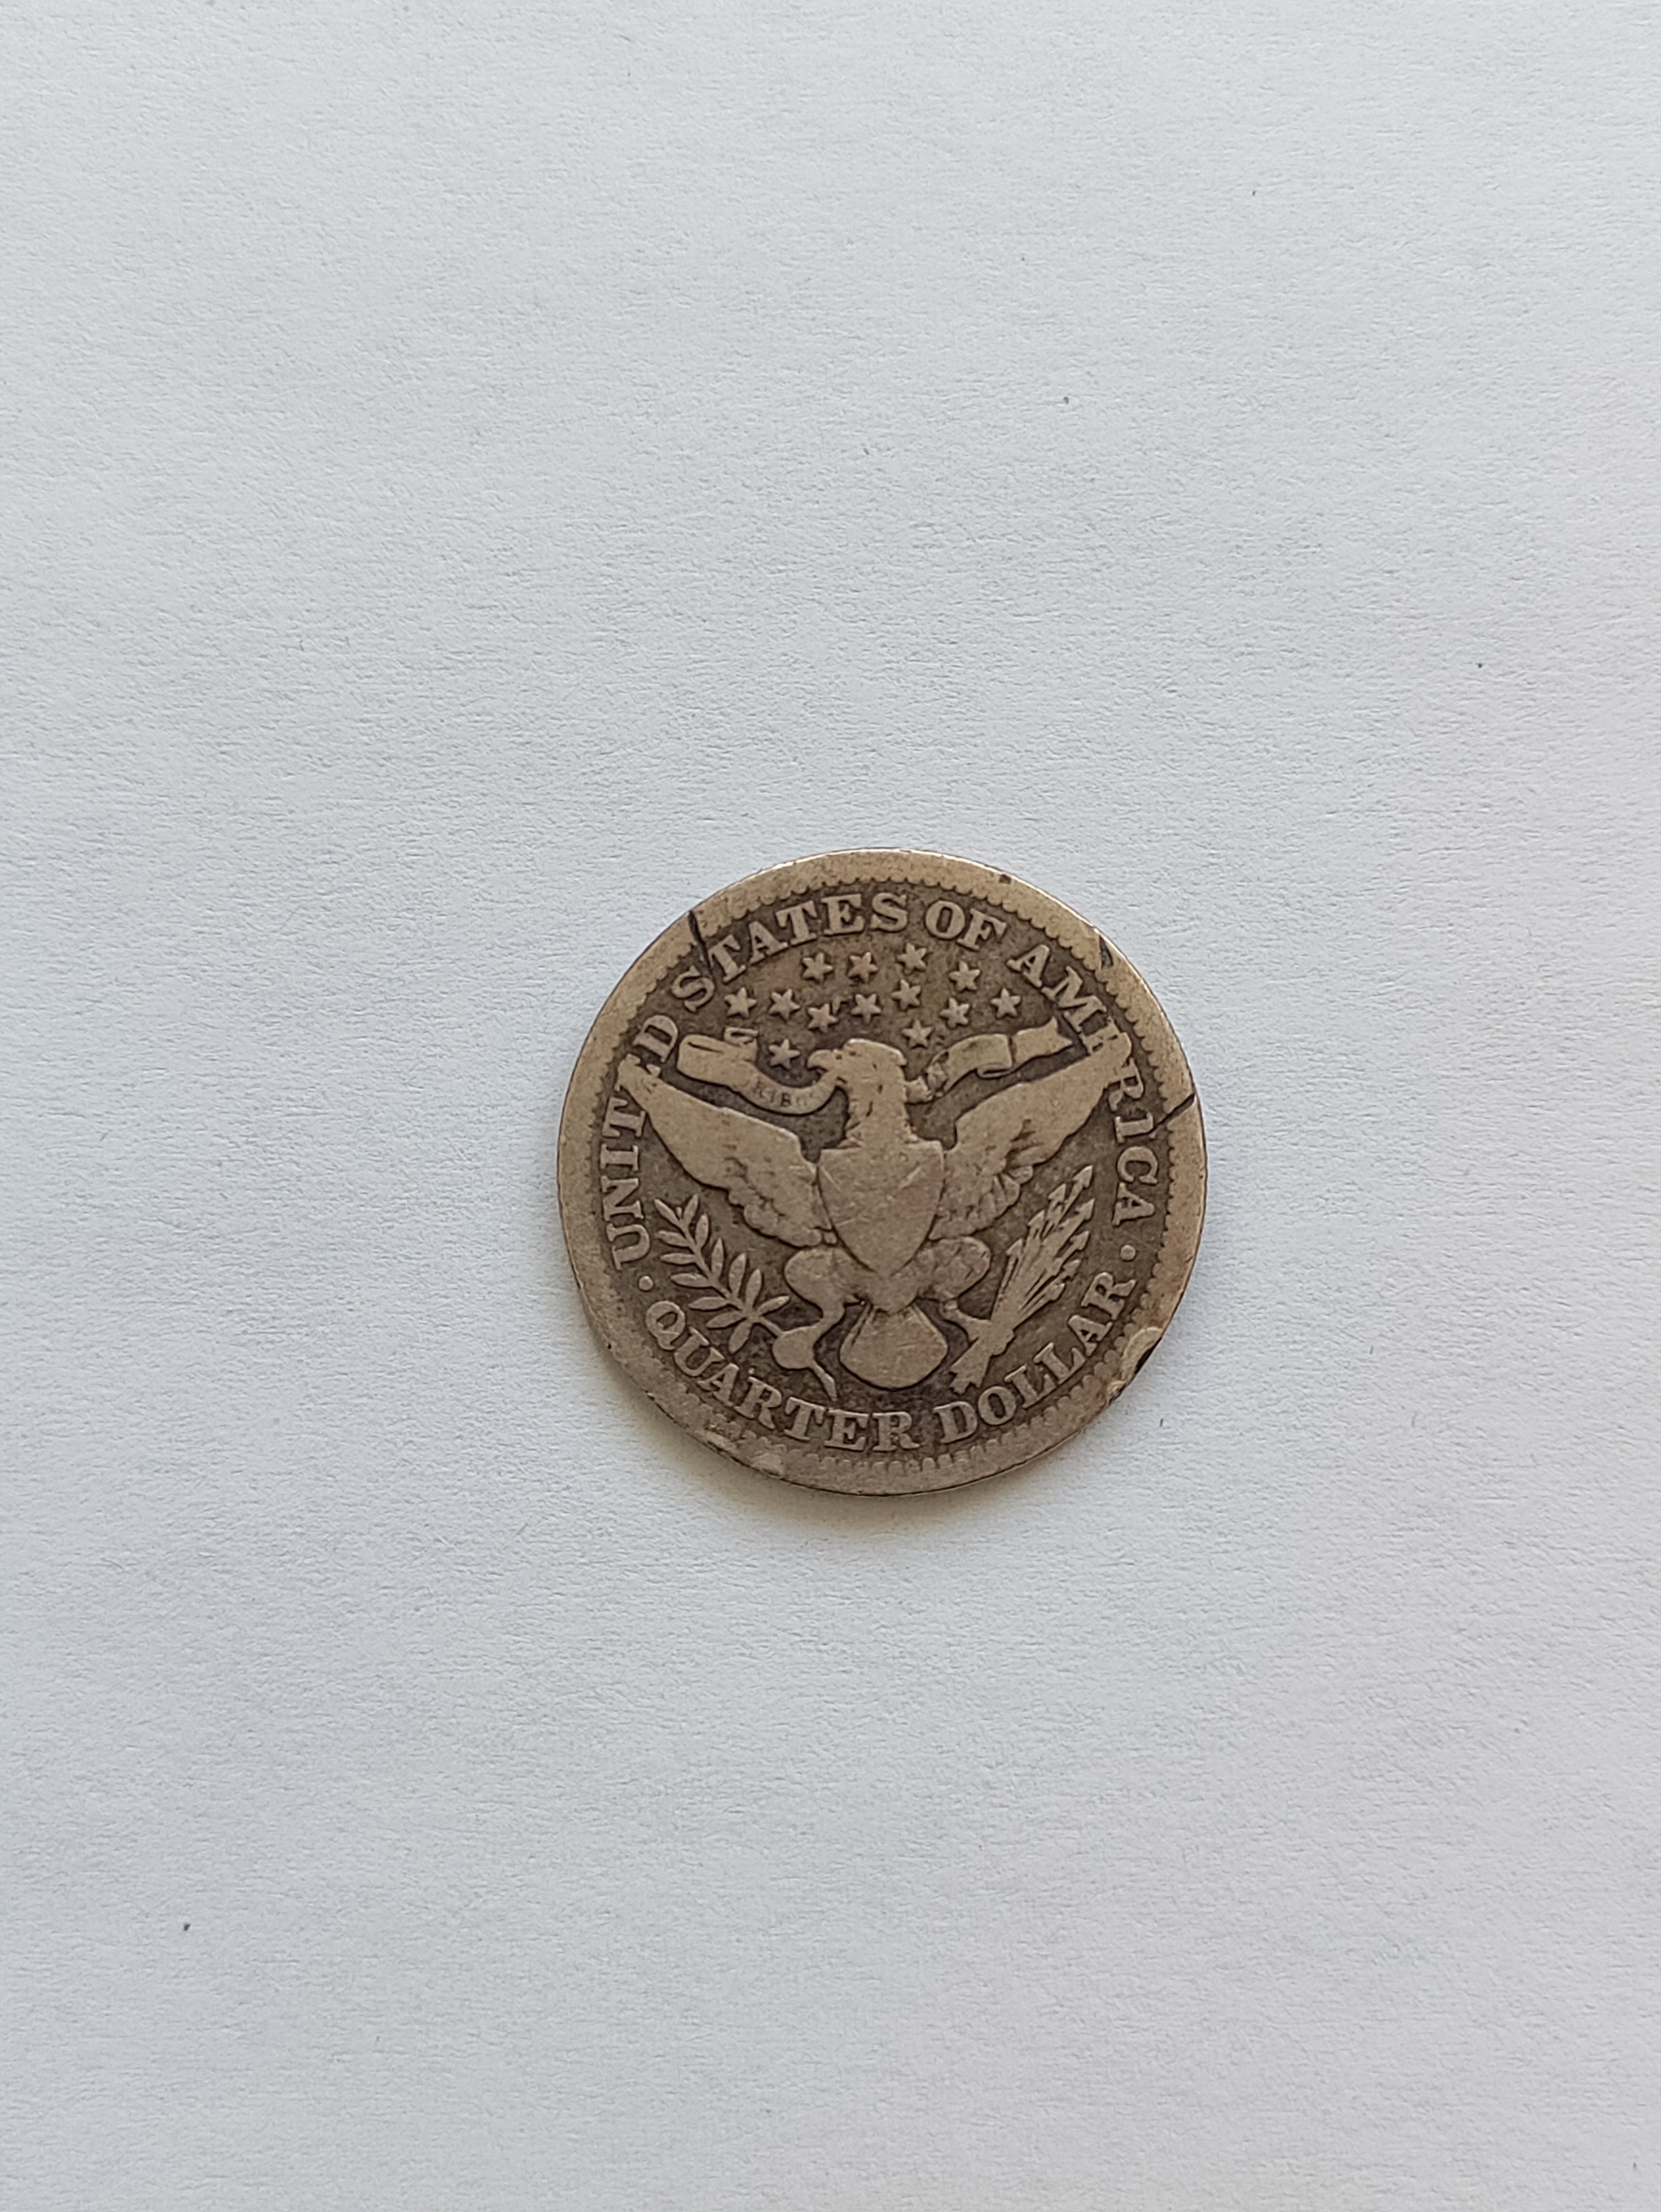 UNITED STATES OF AMERICA
· QUARTER DOLLAR ·